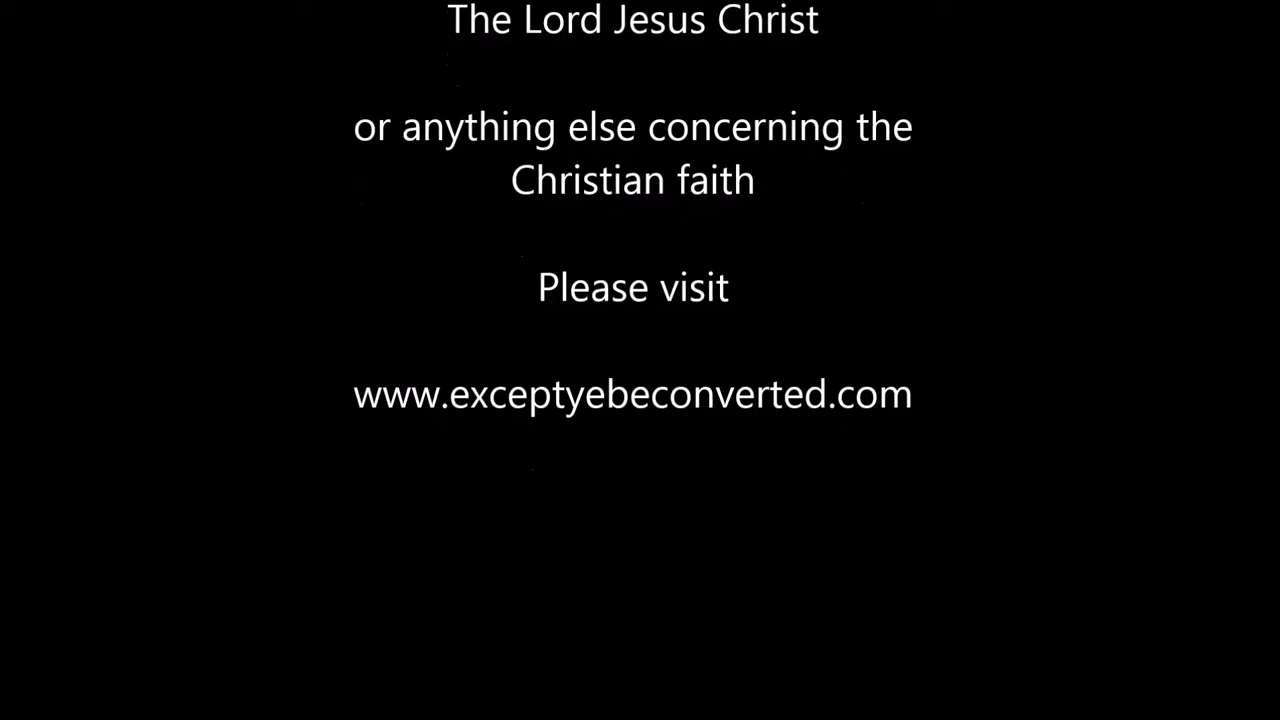 The Lord Jesus Christ
or anything else concerning the
Christian faith
Please visit
www.exceptyebeconverted.com